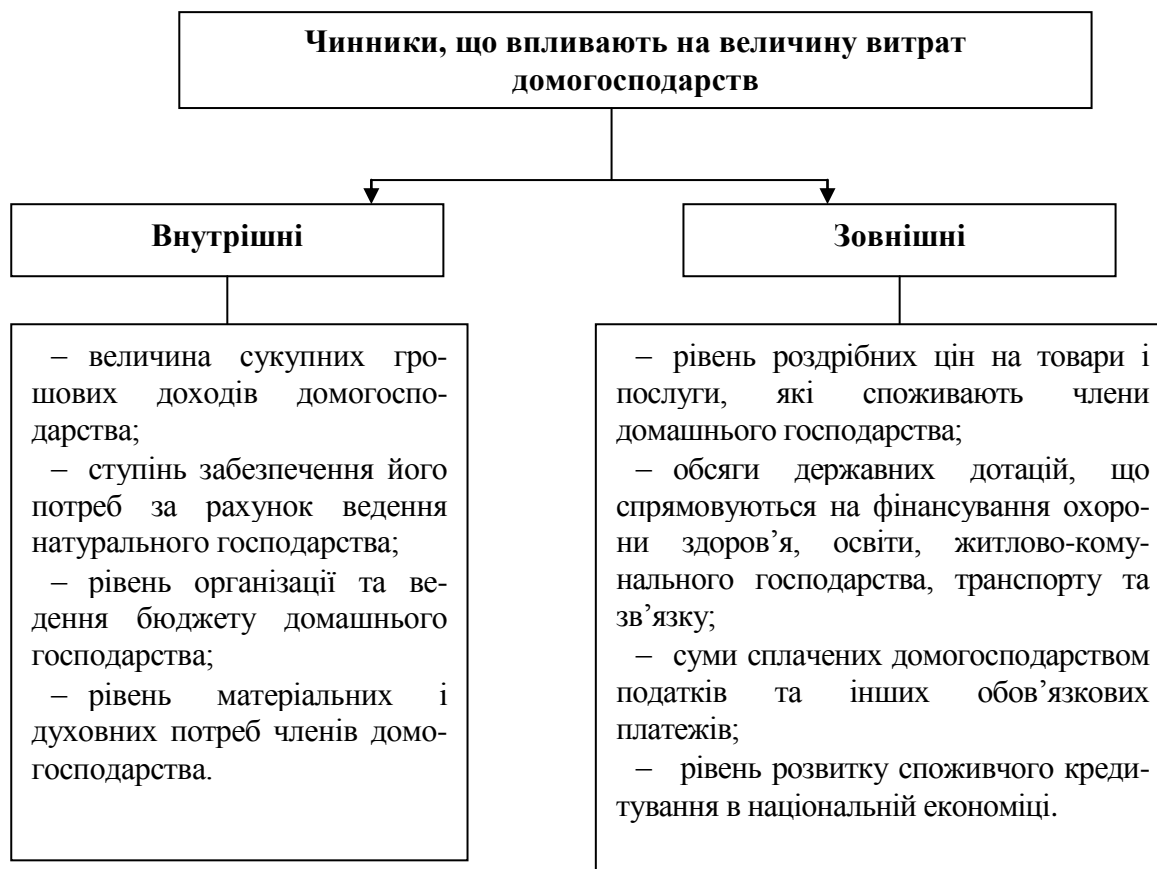 Чинники, що впливають на величину витрат
домогосподарств
Внутрішні
– величина сукупних гро-
шових доходів домогоспо-
дарства;
– ступінь забезпечення його
потреб за рахунок ведення
натурального господарства;
– рівень організації та ве-
дення бюджету домашнього
господарства;
– рівень матеріальних і
духовних потреб членів домо-
господарства.
Зовнішні
– рівень роздрібних цін на товари і
послуги, які споживають члени
домашнього господарства;
– обсяги державних дотацій, що
спрямовуються на фінансування охоро-
ни здоров’я, освіти, житлово-кому-
нального господарства, транспорту та
зв’язку;
– суми сплачених домогосподарством
податків та інших обов’язкових
платежів;
– рівень розвитку споживчого креди-
тування в національній економіці.